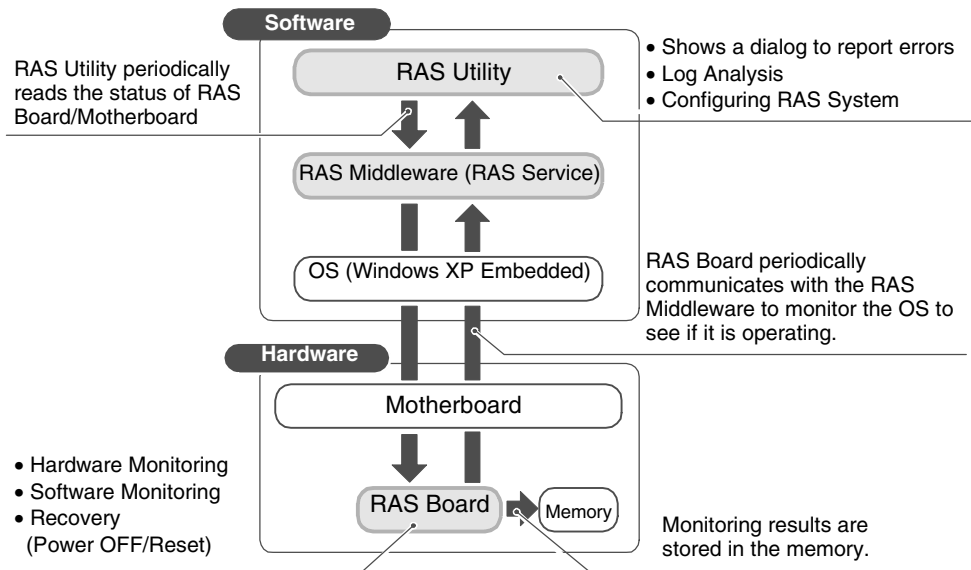 Software
RAS Utility periodically
reads the status of RAS
Board/Motherboard
RAS Utility
• Shows a dialog to report errors
• Log Analysis
• Configuring RAS System
RAS Middleware (RAS Service)
OS (Windows XP Embedded)
RAS Board periodically
communicates with the RAS
Middleware to monitor the OS to
see if it is operating.
Hardware
Motherboard
• Hardware Monitoring
• Software Monitoring
• Recovery
(Power OFF/Reset)
RAS Board
Memory
Monitoring results are
stored in the memory.